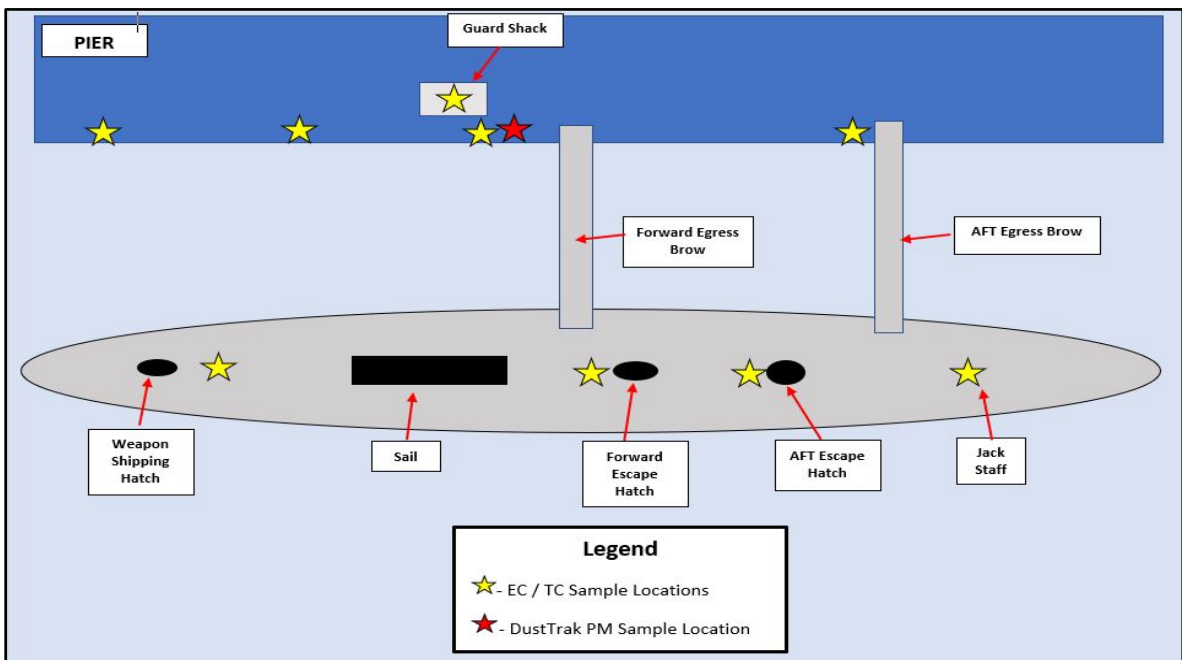 PIER
Guard Shack
Forward Egress
Brow
AFT Egress Brow
Weapon
Shipping
Hatch
Sail
Forward
Escape
Hatch
AFT Escape
Hatch
Jack
Staff
Legend
- EC / TC Sample Locations
- DustTrak PM Sample Location